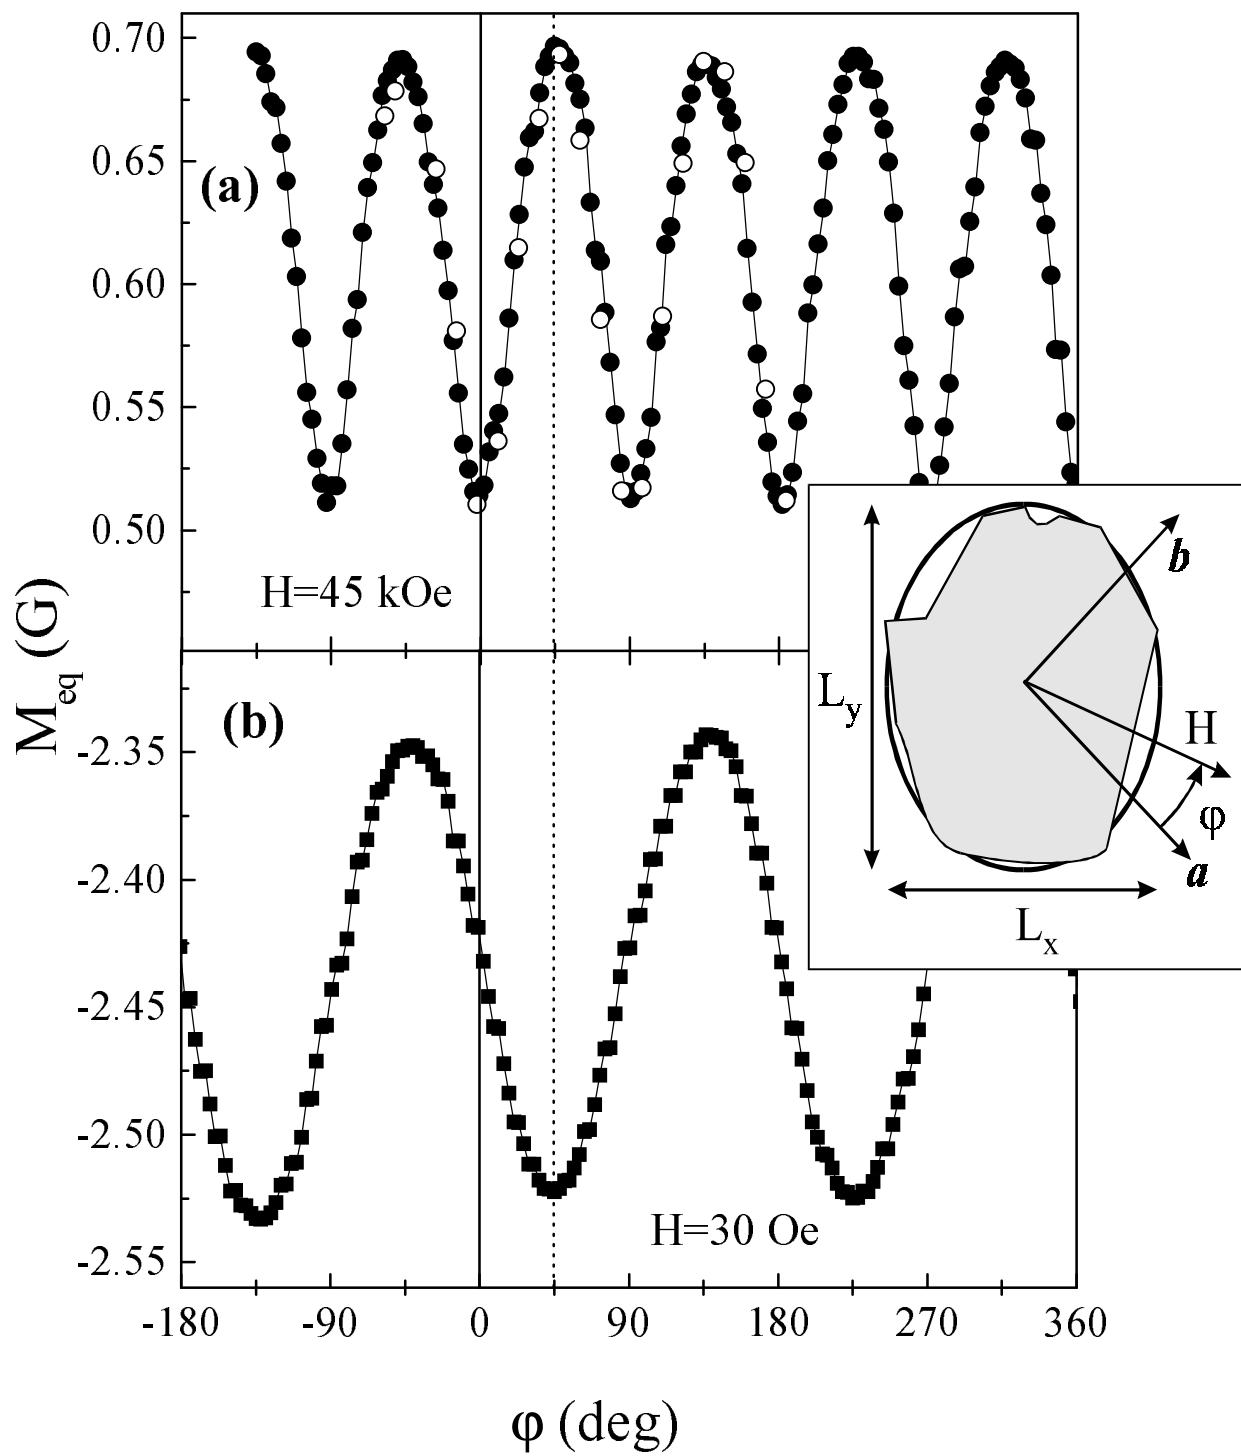 0.70
0.65
(a)
0.60
0.55
0.50
H=45 kOe
M_eq (G)
(b)
-2.35
-2.40
-2.45
-2.50
-2.55
H=30 Oe
b
L_y
H
φ
a
L_x
-180 -90 0 90 180 270 360
φ (deg)